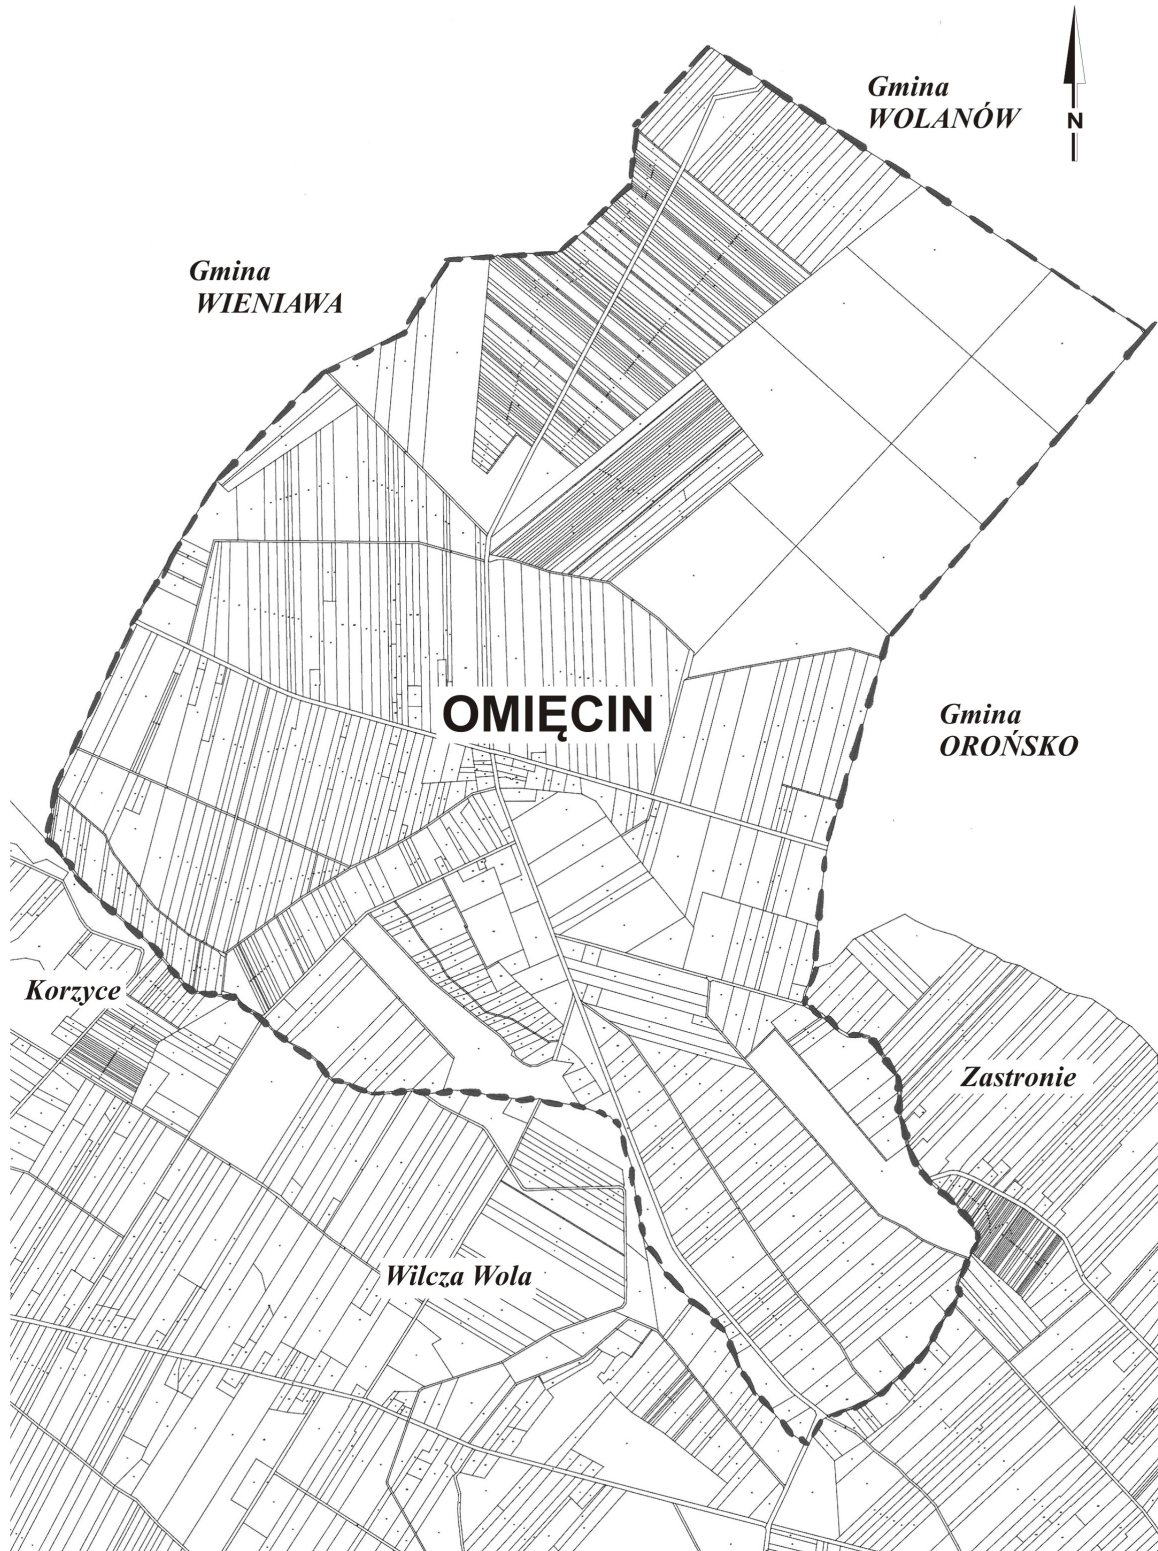 Gmina
WOLANÓW
N
Gmina
WIENIAWA
OMIĘCIN
Gmina
OROŃSKO
Korzyce
Zastronie
Wilcza Wola